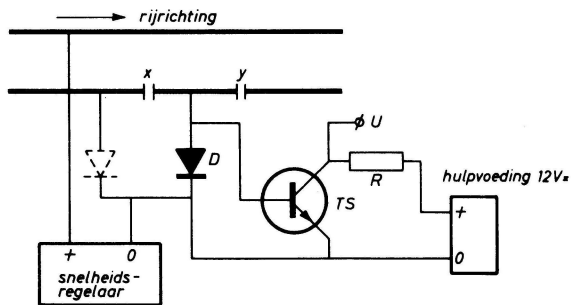 rijrichting
x
y
U
D
TS
R
hulpvoeding 12V=
+
0
+
0
snelheids-
regelaar